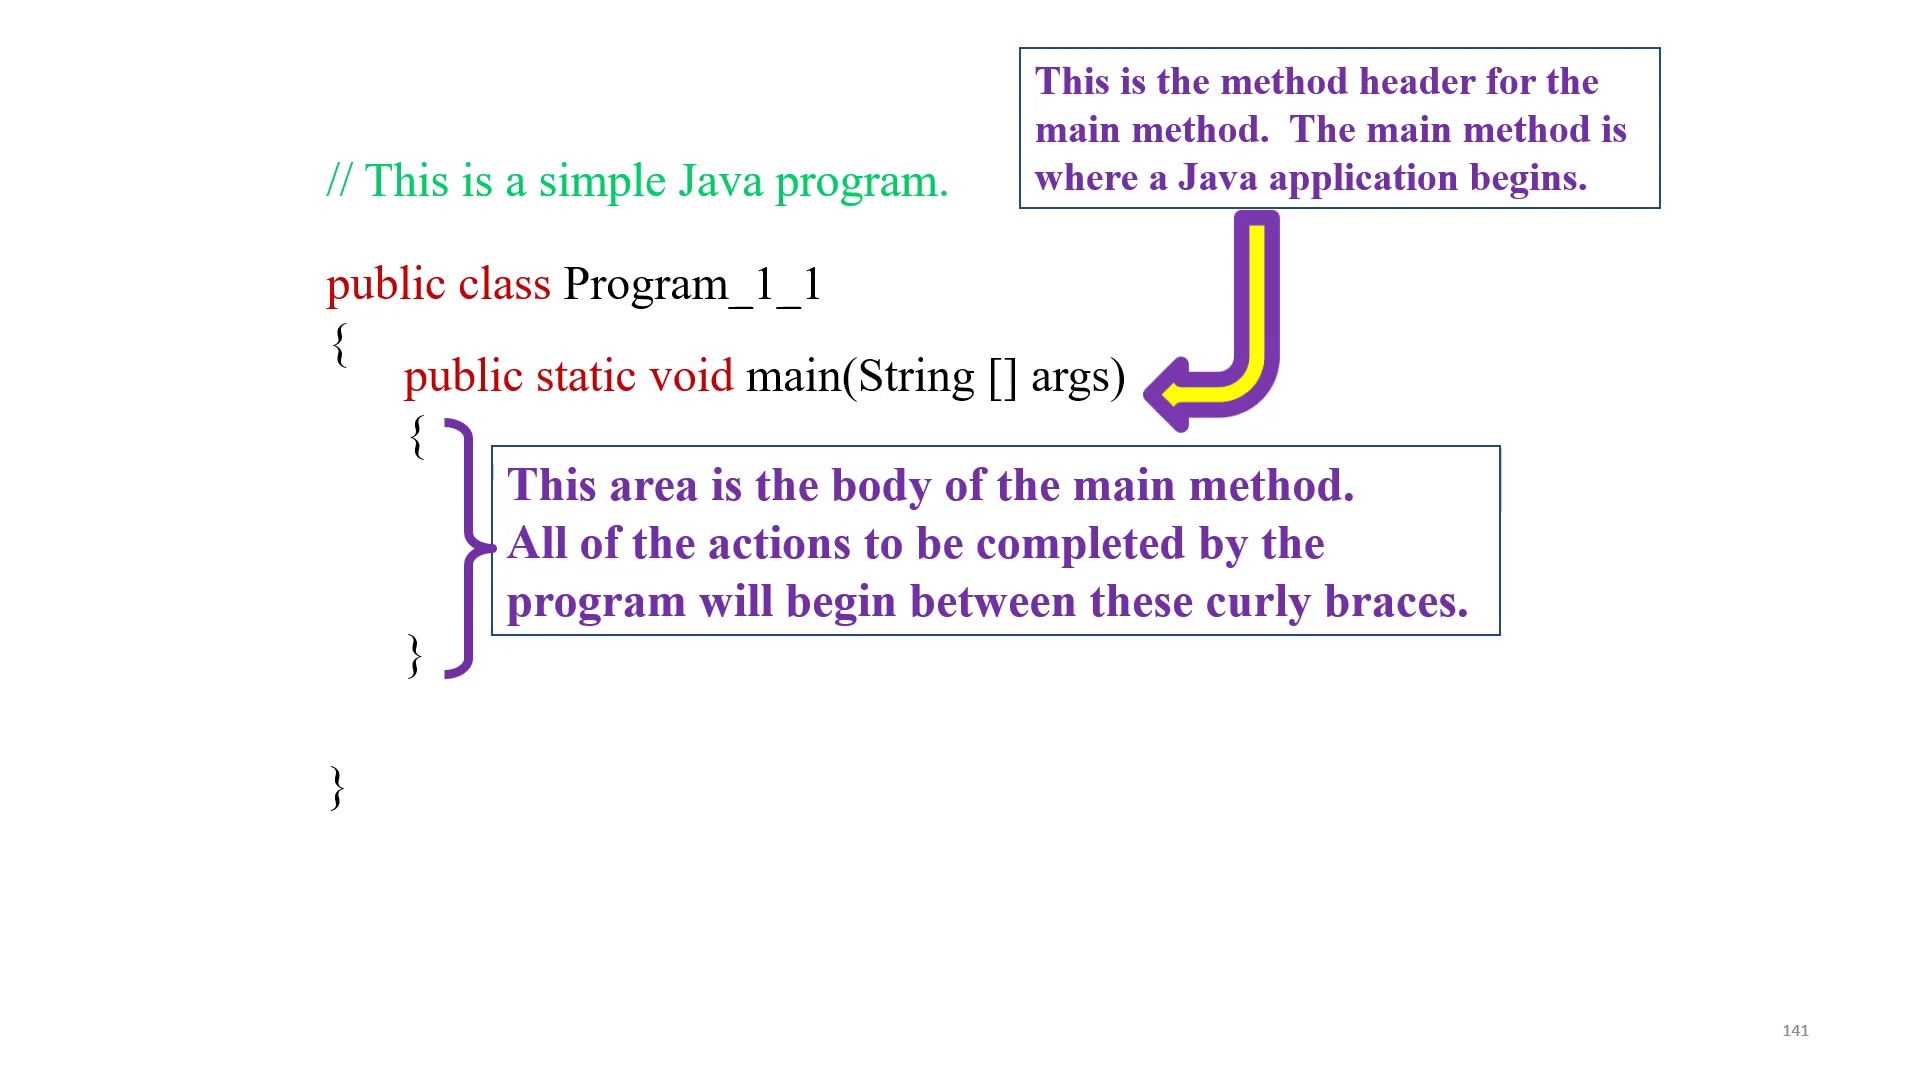 This is the method header for the
main method.  The main method is
where a Java application begins.
// This is a simple Java program.
public class Program_1_1
{
public static void main(String [] args)
{
This area is the body of the main method.
All of the actions to be completed by the
program will begin between these curly braces.
}
}
141